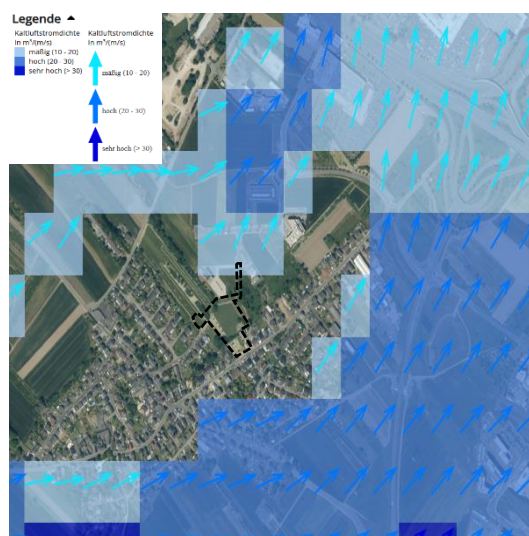 Legende
Kaltluftstromdichte
in m³/(m/s)
mäßig (10 - 20)
hoch (20 - 30)
sehr hoch (> 30)
Kaltluftstromdichte
in m³/(m/s)
mäßig (10 - 20)
hoch (20 - 30)
sehr hoch (> 30)